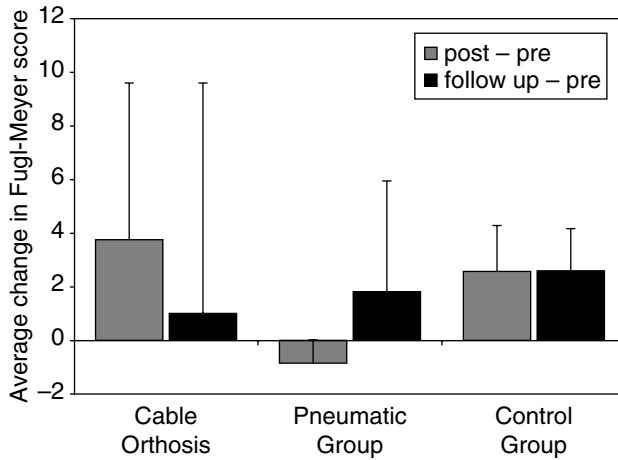 Average change in Fugl-Meyer score
12
10
8
6
4
2
0
–2
post – pre
follow up – pre
Cable
Orthosis
Pneumatic
Group
Control
Group